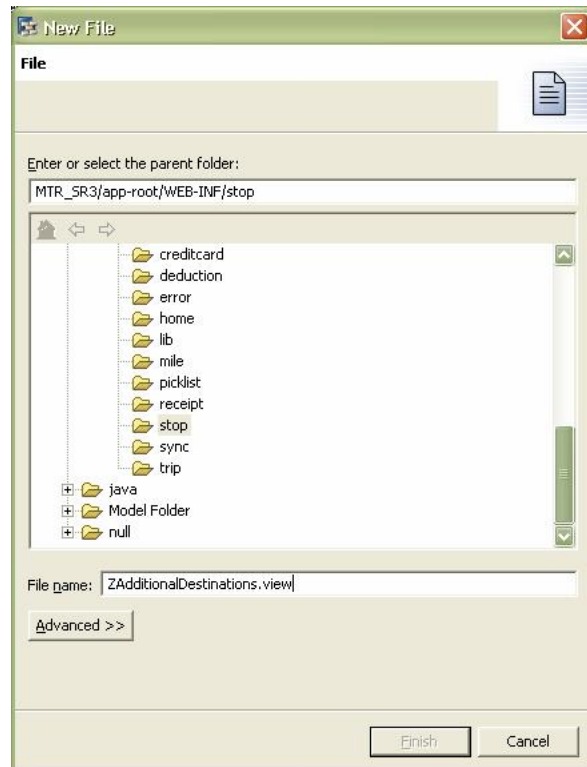 New File
File
Enter or select the parent folder:
MTR_SR3/app-root/WEB-INF/stop
creditcard
deduction
error
home
lib
mile
picklist
receipt
stop
sync
trip
java
Model Folder
null
File name: ZAdditionalDestinations.view
Advanced >>
Finish Cancel